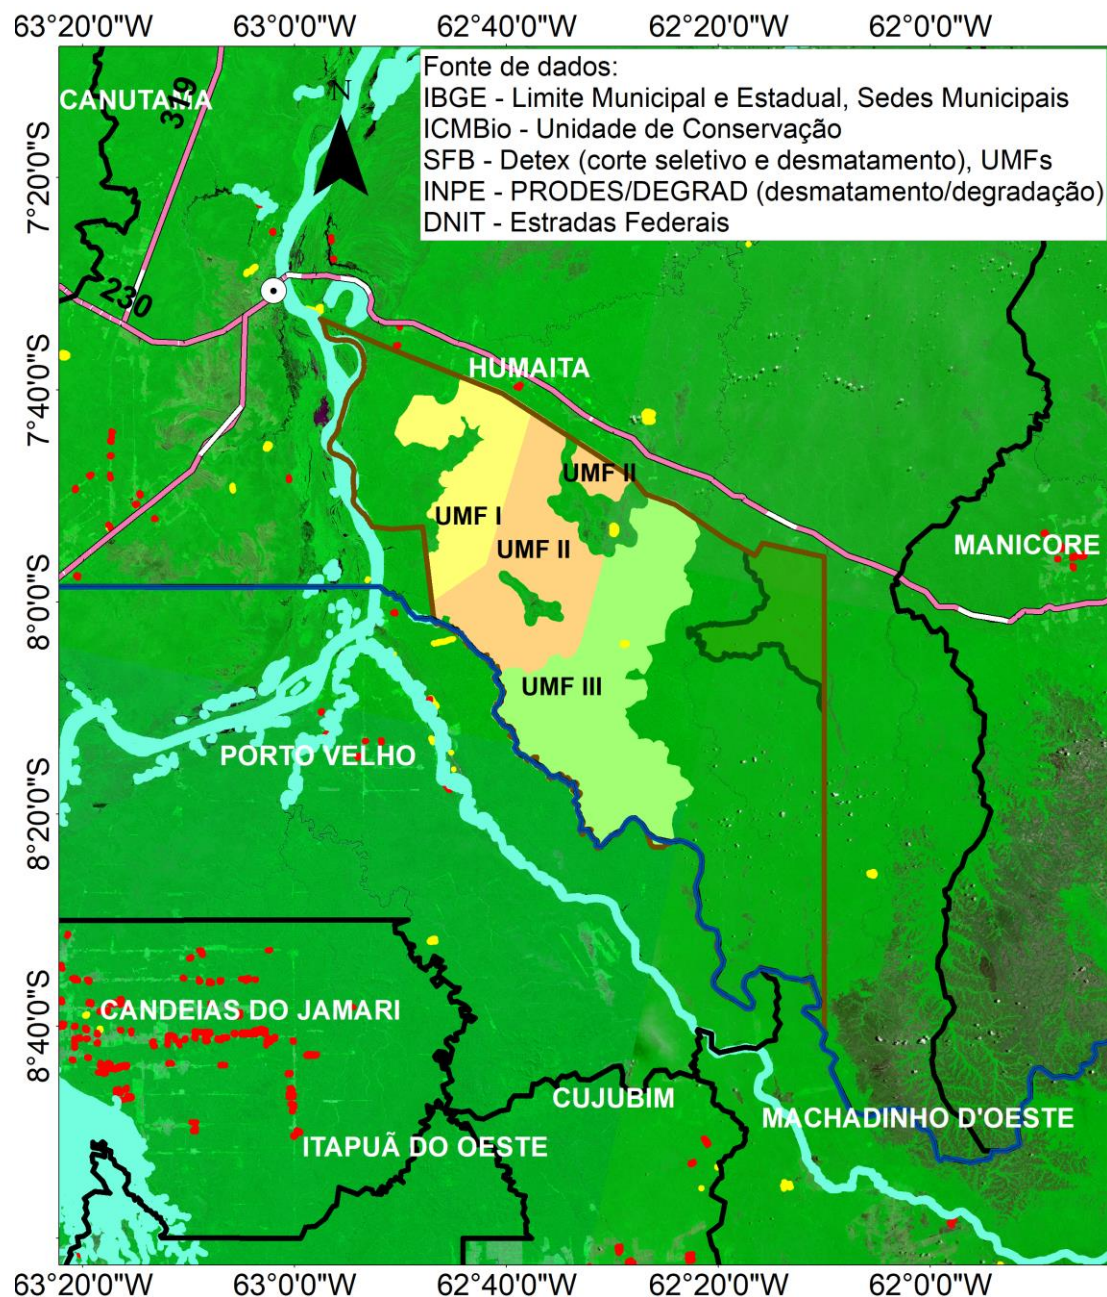 63°20'0"W 63°0'0"W 62°40'0"W 62°20'0"W 62°0'0"W
Fonte de dados:
IBGE - Limite Municipal e Estadual, Sedes Municipais
ICMBio - Unidade de Conservação
SFB - Detex (corte seletivo e desmatamento), UMFs
INPE - PRODES/DEGRAD (desmatamento/degradação)
DNIT - Estradas Federais
N
CANUTAMA
319
7°20'0"S
230
HUMAITA
7°40'0"S
UMF II
UMF I
UMF II
MANICORE
8°0'0"S
UMF III
PORTO VELHO
8°20'0"S
CANDEIAS DO JAMARI
8°40'0"S
CUJUBIM
MACHADINHO D'OESTE
ITAPUÃ DO OESTE
63°20'0"W 63°0'0"W 62°40'0"W 62°20'0"W 62°0'0"W